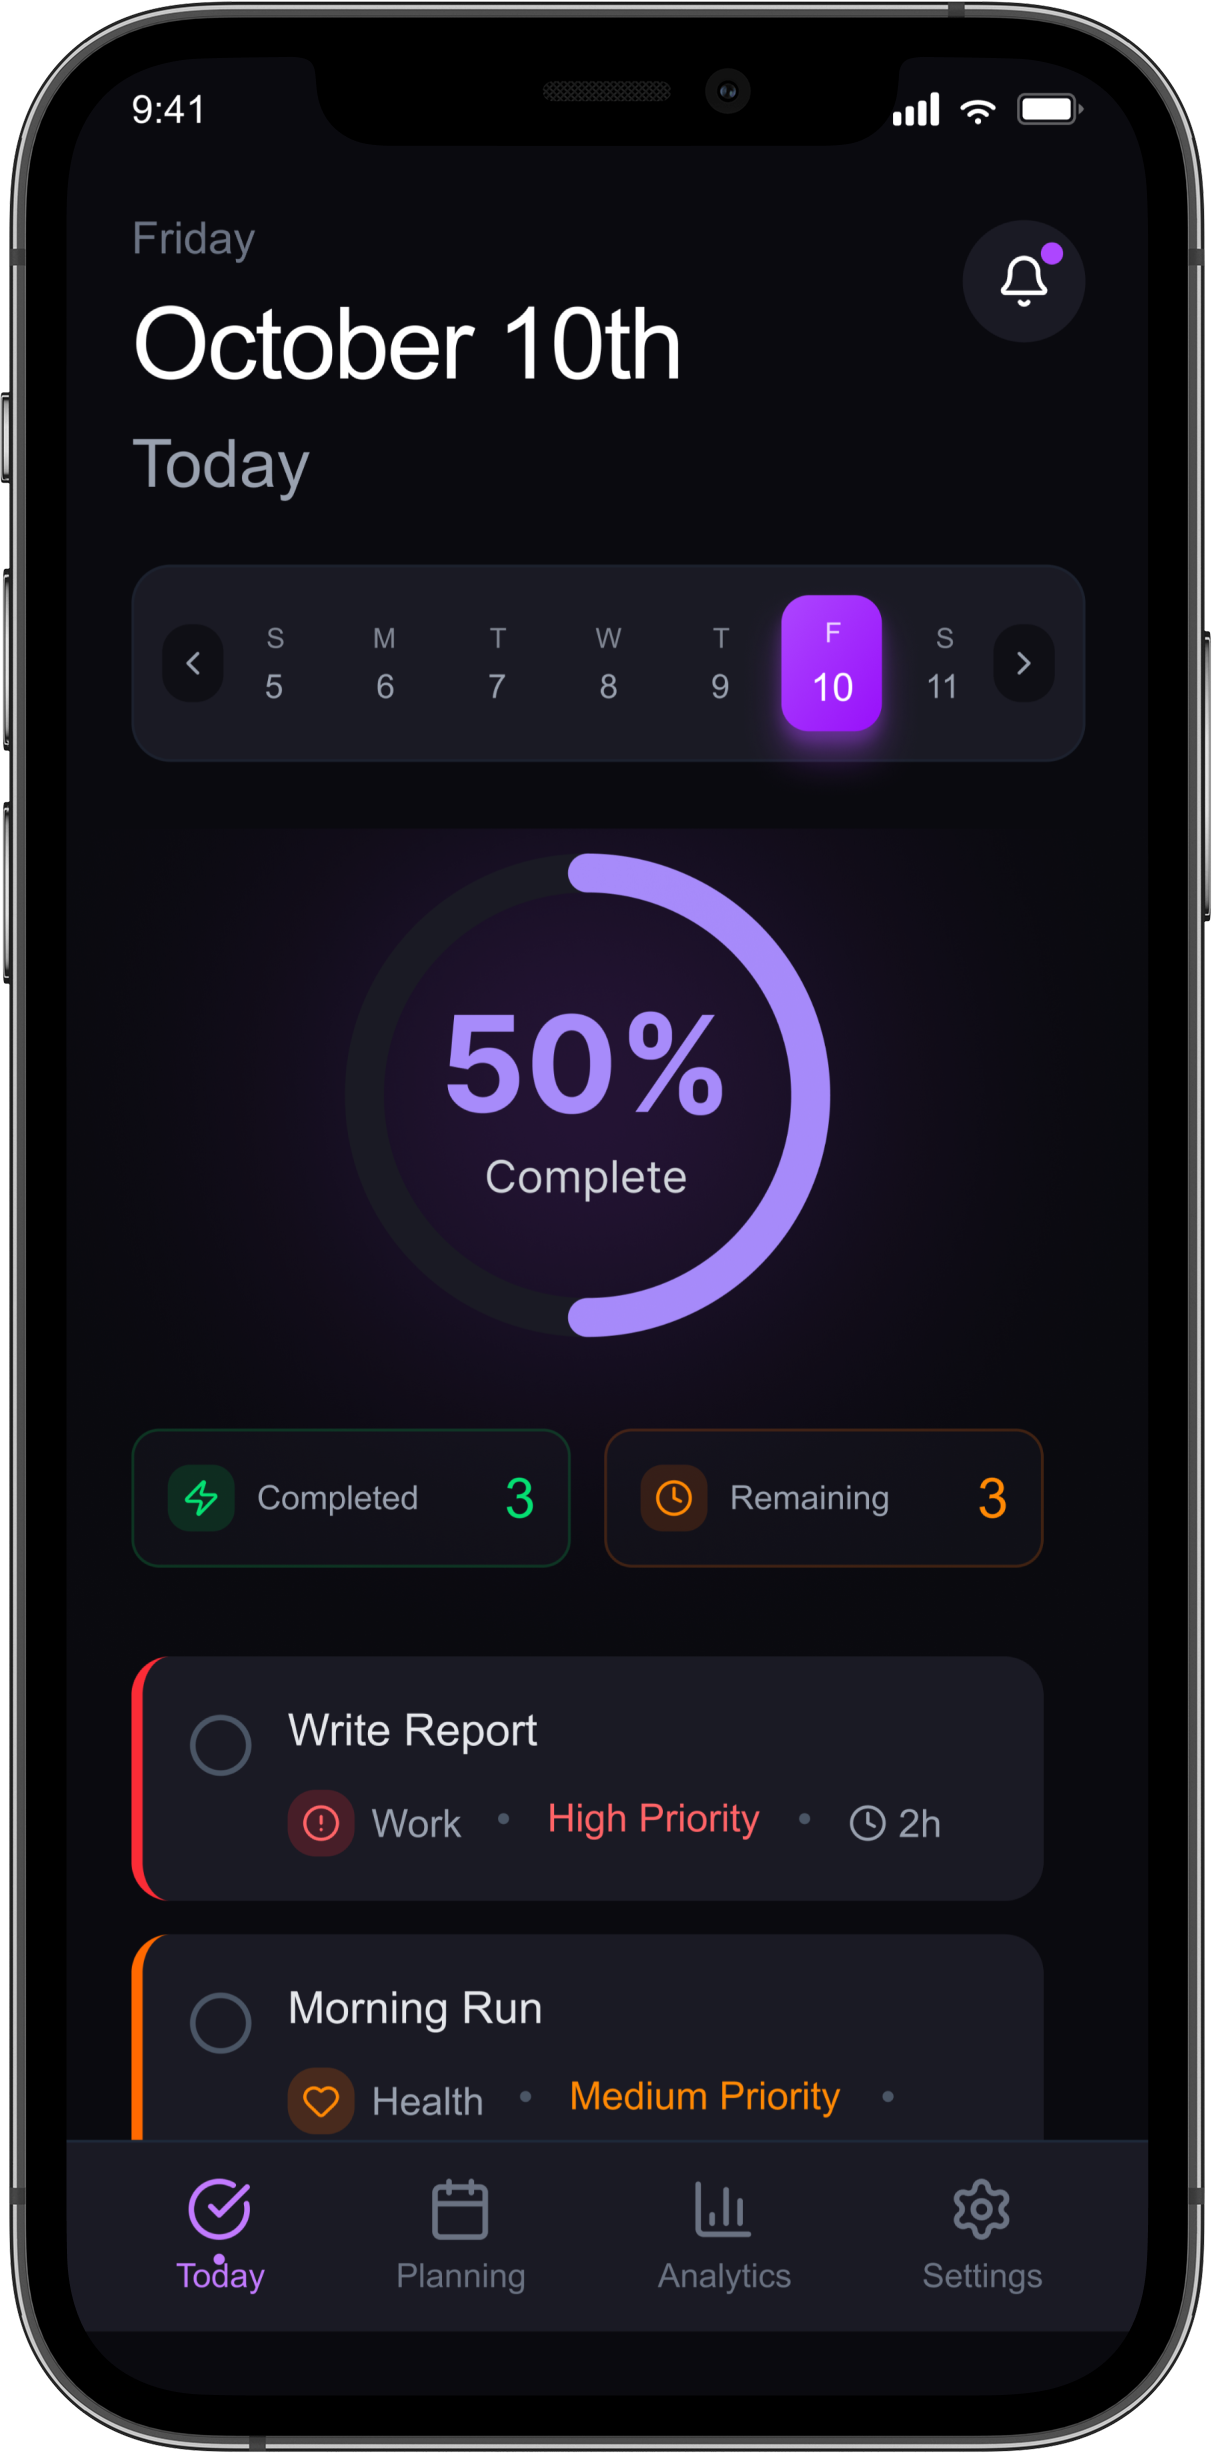 9:41
Friday
October 10th
Today
S M T W T F S
5 6 7 8 9 10 11
50%
Complete
Completed 3
Remaining 3
Write Report
Work • High Priority • 2h
Morning Run
Health • Medium Priority •
Today
Planning
Analytics
Settings